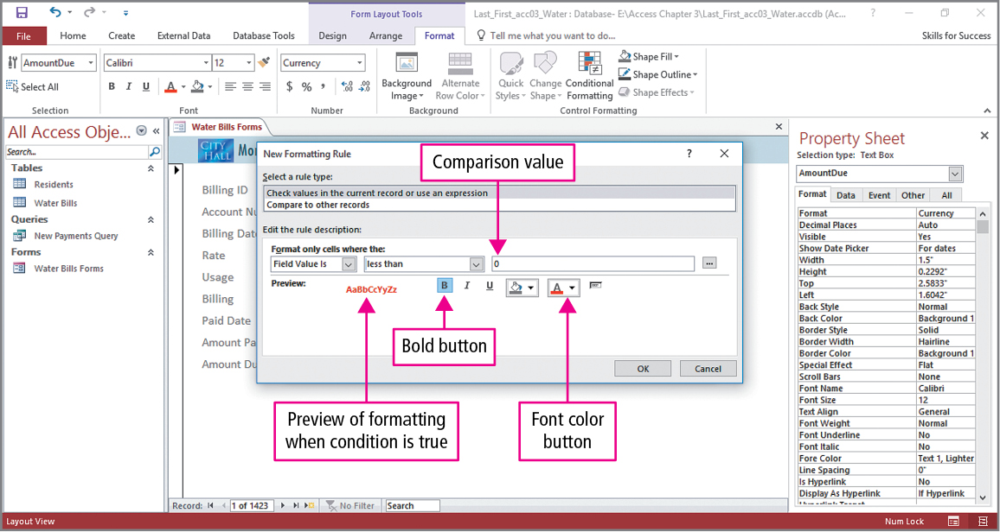 Form Layout Tools
Last_First_acc03_Water : Database- E:\Access Chapter 3\Last_First_acc03_Water.accdb (Ac...
?
File Home Create External Data Database Tools Design Arrange Format Tell me what you want to do... Skills for Success
AmountDue
Select All
Selection
Calibri 12
B I U A
Font
Currency
$ % ,
Number
Background Image
Alternate Row Color
Background
Quick Styles
Change Shape
Conditional Formatting
Shape Fill
Shape Outline
Shape Effects
Control Formatting
All Access Obje...
Search...
Tables
Residents
Water Bills
Queries
New Payments Query
Forms
Water Bills Forms
Water Bills Forms
CITY HALL Mon
Billing ID
Account Nu
Billing Date
Rate
Usage
Billing
Paid Date
Amount Pa
Amount Du
New Formatting Rule ?
Comparison value
Select a rule type:
Check values in the current record or use an expression
Compare to other records
Edit the rule description:
Format only cells where the:
Field Value Is less than 0 ...
Preview: AaBbCcYyZz B I U A
Bold button
OK Cancel
Preview of formatting
when condition is true
Font color
button
Property Sheet
Selection type: Text Box
AmountDue
Format Data Event Other All
Format Currency
Decimal Places Auto
Visible Yes
Show Date Picker For dates
Width 1.5"
Height 0.2292"
Top 2.5833"
Left 1.6042"
Back Style Normal
Back Color Background 1
Border Style Solid
Border Width Hairline
Border Color Background 1
Special Effect Flat
Scroll Bars None
Font Name Calibri
Font Size 12
Text Align General
Font Weight Normal
Font Underline No
Font Italic No
Fore Color Text 1, Lighter
Line Spacing 0"
Is Hyperlink No
Display As Hyperlink If Hyperlink
Record: 1 of 1423 No Filter Search
Layout View Num Lock